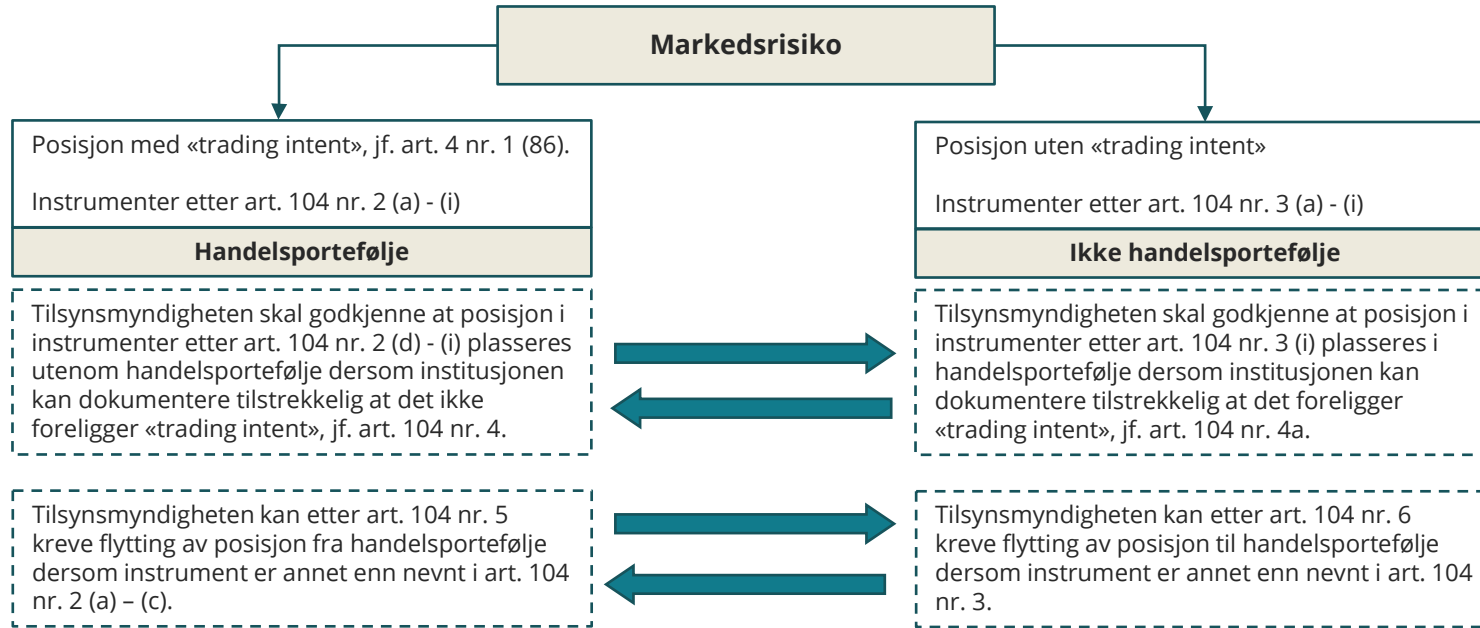 Markedsrisiko
Posisjon med «trading intent», jf. art. 4 nr. 1 (86).
Instrumenter etter art. 104 nr. 2 (a) - (i)
Handelsportefølje
Tilsynsmyndigheten skal godkjenne at posisjon i
instrumenter etter art. 104 nr. 2 (d) - (i) plasseres
utenom handelsportefølje dersom institusjonen
kan dokumentere tilstrekkelig at det ikke
foreligger «trading intent», jf. art. 104 nr. 4.
Tilsynsmyndigheten kan etter art. 104 nr. 5
kreve flytting av posisjon fra handelsportefølje
dersom instrument er annet enn nevnt i art. 104
nr. 2 (a) – (c).
Posisjon uten «trading intent»
Instrumenter etter art. 104 nr. 3 (a) - (i)
Ikke handelsportefølje
Tilsynsmyndigheten skal godkjenne at posisjon i
instrumenter etter art. 104 nr. 3 (i) plasseres i
handelsportefølje dersom institusjonen kan
dokumentere tilstrekkelig at det foreligger
«trading intent», jf. art. 104 nr. 4a.
Tilsynsmyndigheten kan etter art. 104 nr. 6
kreve flytting av posisjon til handelsportefølje
dersom instrument er annet enn nevnt i art. 104
nr. 3.